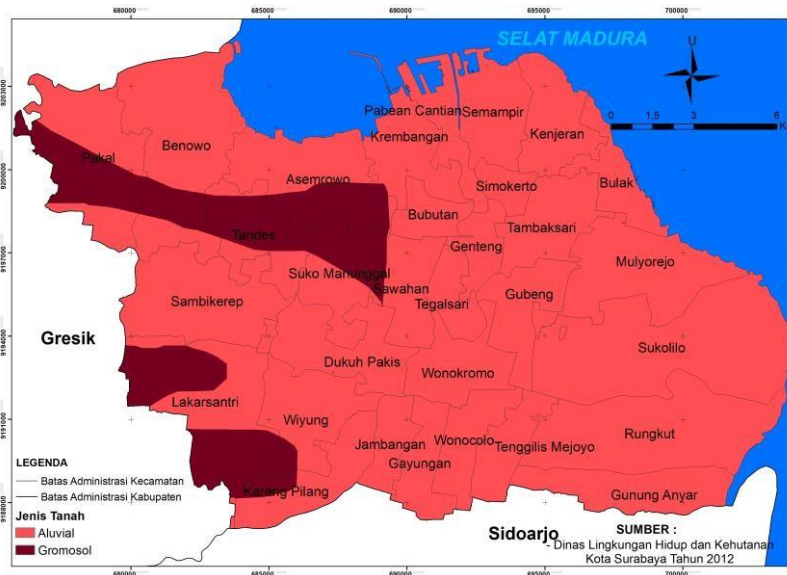 680000 685000 690000 695000 700000
SELAT MADURA
U
9203000
Pabean Cantian
Semampir
0 1,5 3 6
K
Krembangan
Kenjeran
Benowo
Pakal
9200000
Asemrowo
Simokerto
Bulak
Bubutan
Tambaksari
Tandes
Genteng
9197000
Mulyorejo
Suko Manunggal
Sawahan
Sambikerep
Tegalsari
Gubeng
Gresik
9194000
Sukolilo
Dukuh Pakis
Wonokromo
Lakarsantri
9191000
Wiyung
Rungkut
Jambangan
Wonocolo
Tenggilis Mejoyo
Gayungan
Karang Pilang
Gunung Anyar
9188000
LEGENDA
Batas Administrasi Kecamatan
Batas Administrasi Kabupaten
Jenis Tanah
Aluvial
Gromosol
Sidoarjo
SUMBER :
- Dinas Lingkungan Hidup dan Kehutanan
Kota Surabaya Tahun 2012
680000 685000 690000 695000 700000